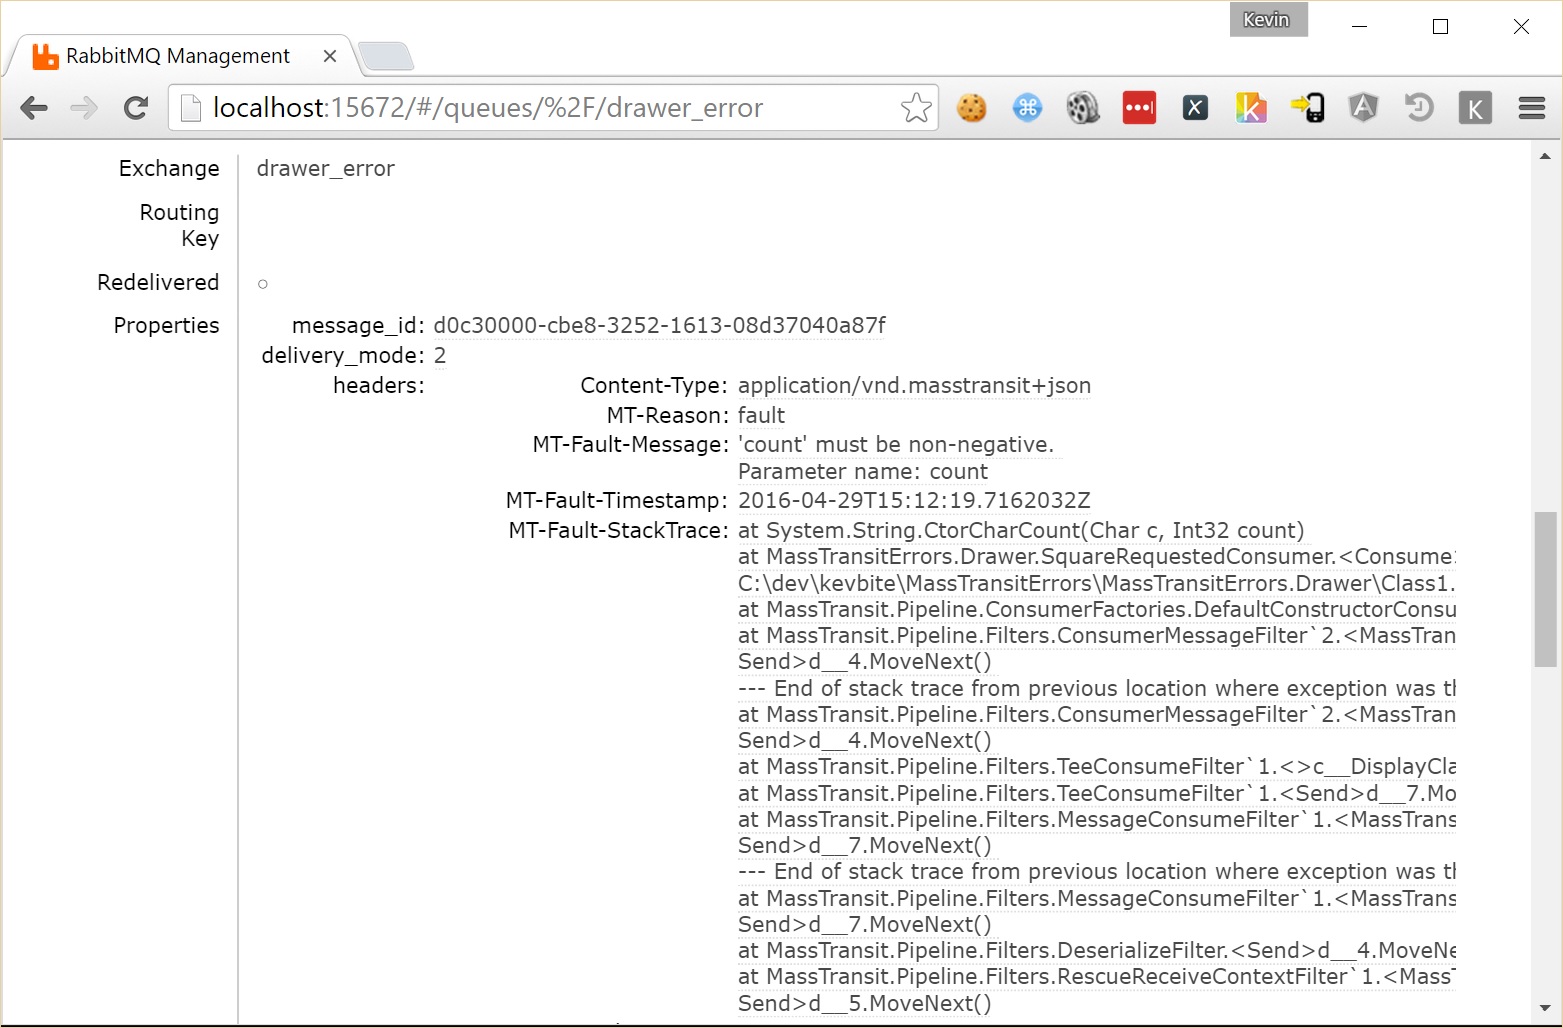 Kevin
RabbitMQ Management
localhost:15672/#/queues/%2F/drawer_error
Exchange drawer_error
Routing
Key
Redelivered
Properties message_id: d0c30000-cbe8-3252-1613-08d37040a87f
delivery_mode: 2
headers: Content-Type: application/vnd.masstransit+json
MT-Reason: fault
MT-Fault-Message: 'count' must be non-negative.
Parameter name: count
MT-Fault-Timestamp: 2016-04-29T15:12:19.7162032Z
MT-Fault-StackTrace: at System.String.CtorCharCount(Char c, Int32 count)
at MassTransitErrors.Drawer.SquareRequestedConsumer.<Consume>
C:\dev\kevbite\MassTransitErrors\MassTransitErrors.Drawer\Class1.
at MassTransit.Pipeline.ConsumerFactories.DefaultConstructorConsu
at MassTransit.Pipeline.Filters.ConsumerMessageFilter`2.<MassTran
Send>d__4.MoveNext()
--- End of stack trace from previous location where exception was th
at MassTransit.Pipeline.Filters.ConsumerMessageFilter`2.<MassTran
Send>d__4.MoveNext()
at MassTransit.Pipeline.Filters.TeeConsumeFilter`1.<>c__DisplayCla
at MassTransit.Pipeline.Filters.TeeConsumeFilter`1.<Send>d__7.Mo
at MassTransit.Pipeline.Filters.MessageConsumeFilter`1.<MassTrans
Send>d__7.MoveNext()
--- End of stack trace from previous location where exception was th
at MassTransit.Pipeline.Filters.MessageConsumeFilter`1.<MassTrans
Send>d__7.MoveNext()
at MassTransit.Pipeline.Filters.DeserializeFilter.<Send>d__4.MoveNe
at MassTransit.Pipeline.Filters.RescueReceiveContextFilter`1.<MassT
Send>d__5.MoveNext()